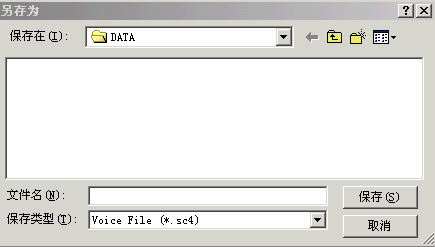 另存为
保存在(I): DATA
文件名(N): 保存(S)
保存类型(T): Voice File (*.sc4) 取消